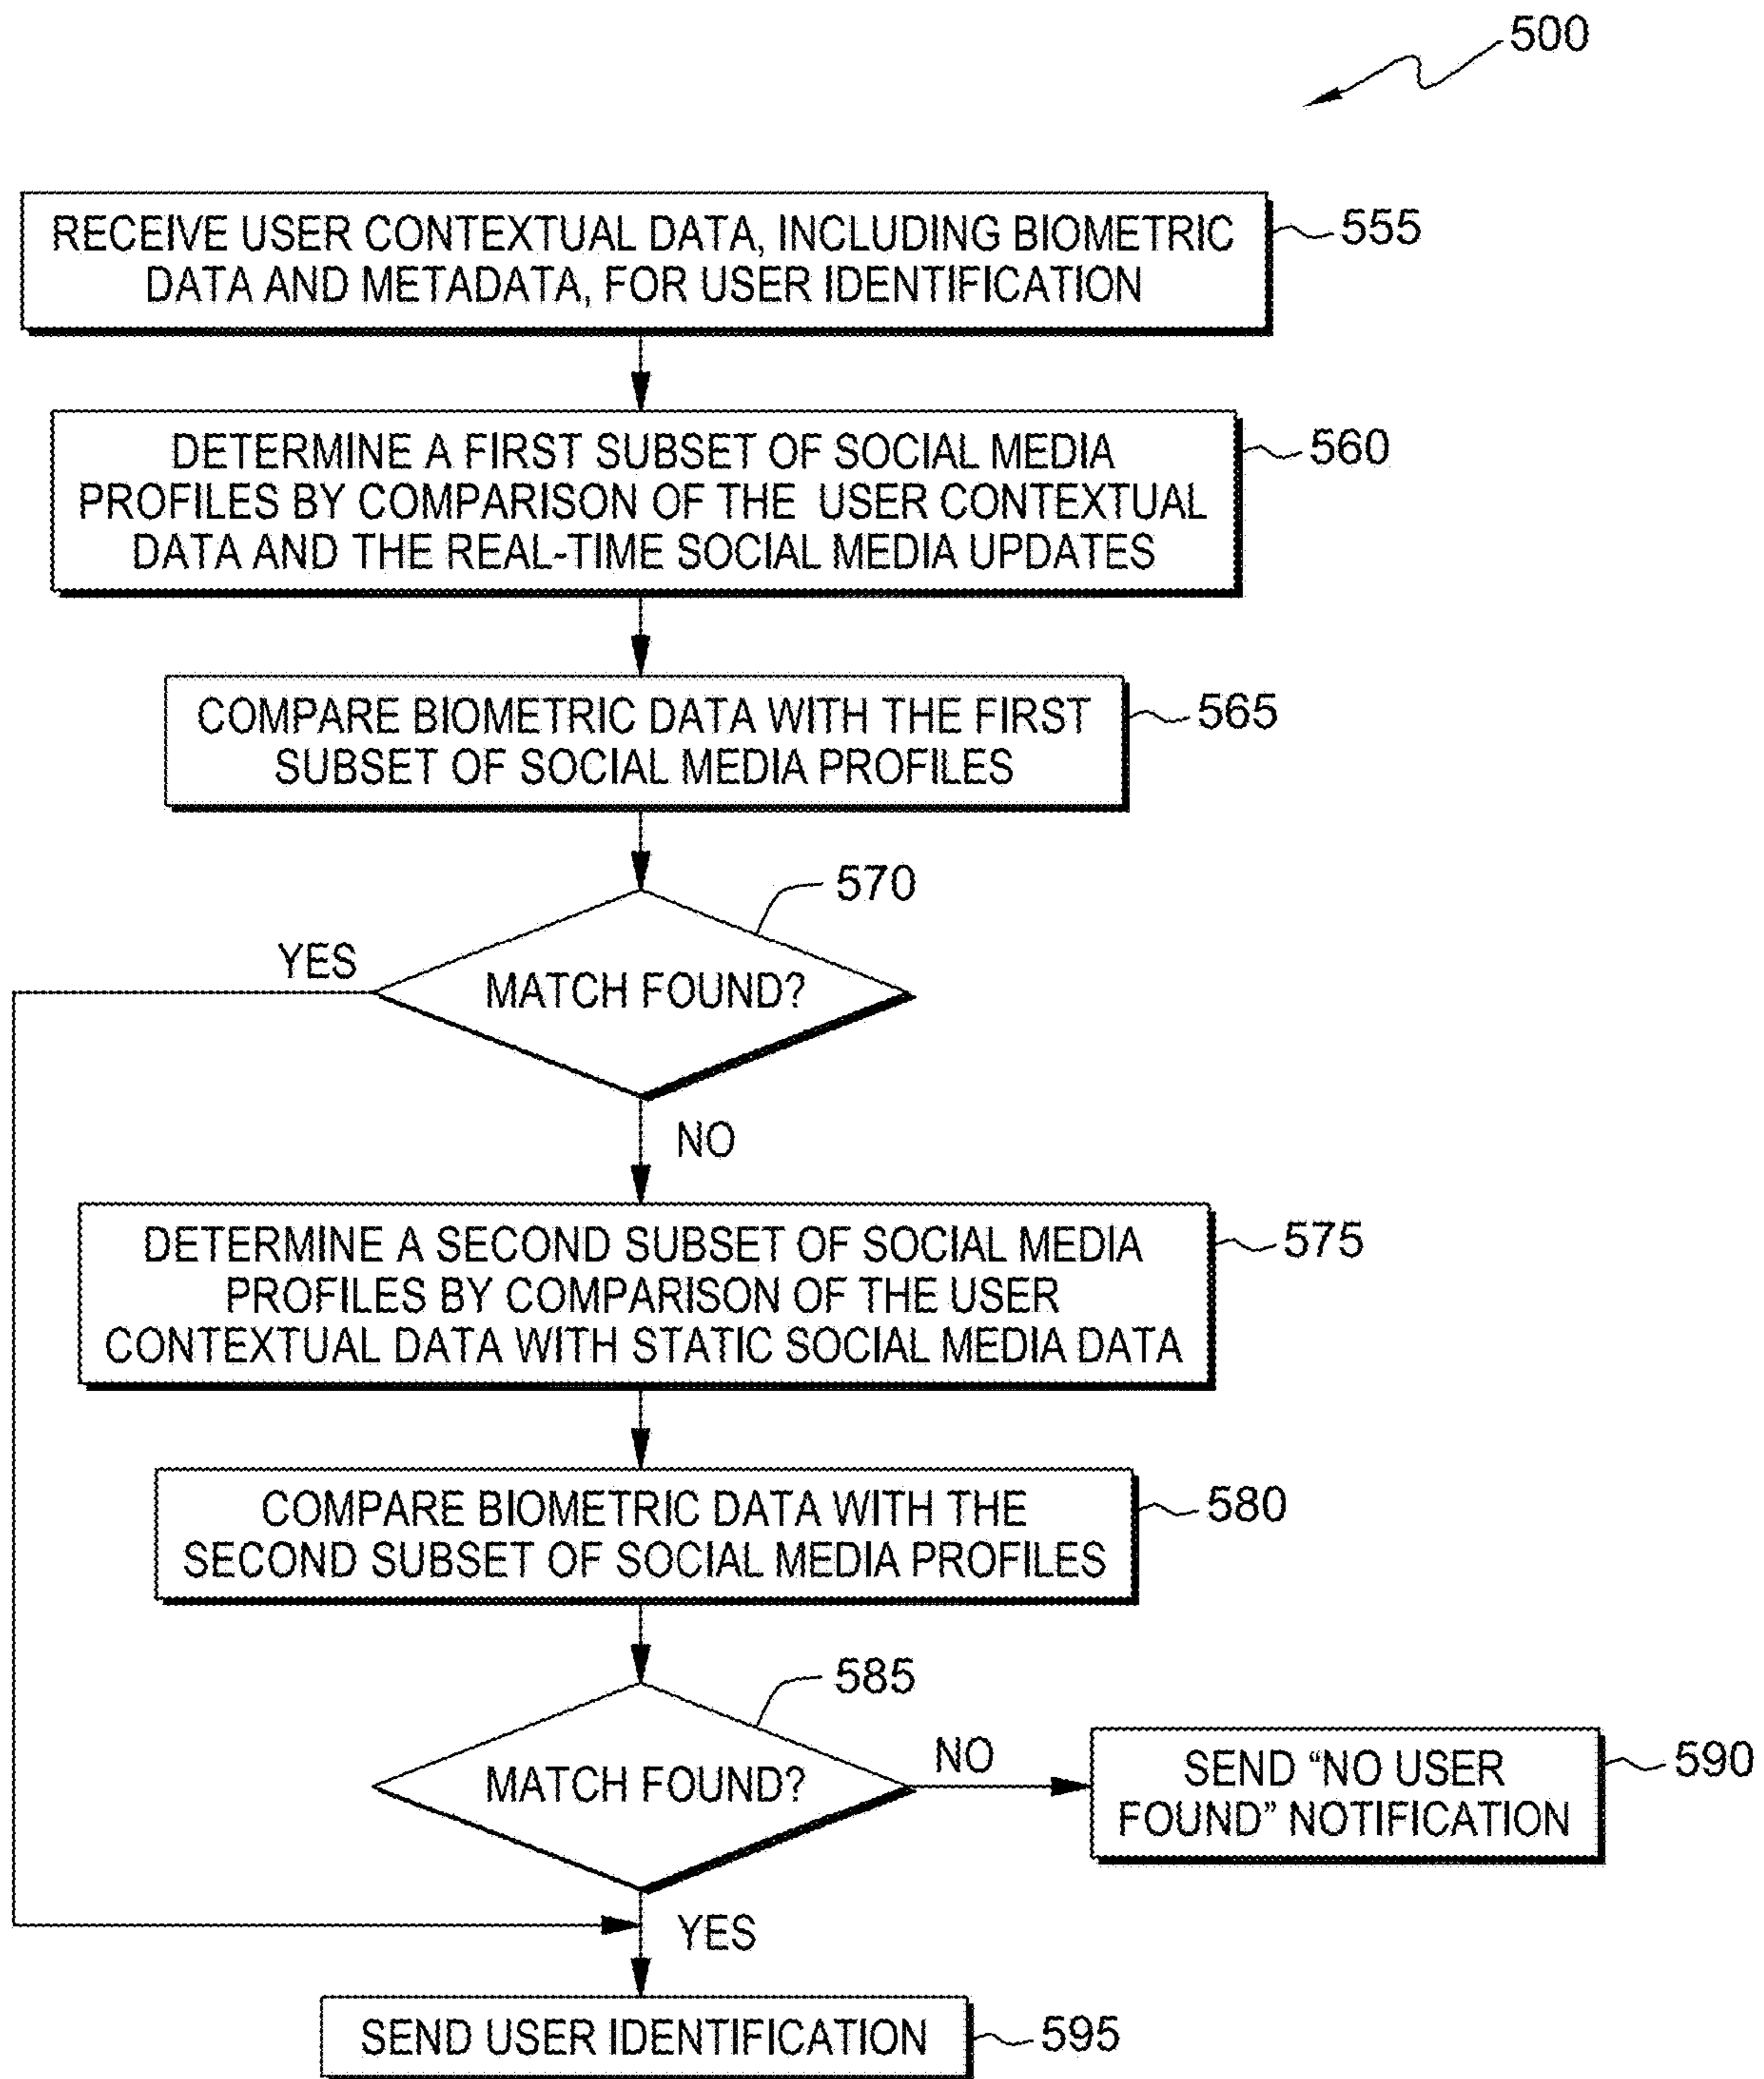 500
RECEIVE USER CONTEXTUAL DATA, INCLUDING BIOMETRIC
DATA AND METADATA, FOR USER IDENTIFICATION
555
DETERMINE A FIRST SUBSET OF SOCIAL MEDIA
PROFILES BY COMPARISON OF THE USER CONTEXTUAL
DATA AND THE REAL-TIME SOCIAL MEDIA UPDATES
560
COMPARE BIOMETRIC DATA WITH THE FIRST
SUBSET OF SOCIAL MEDIA PROFILES
565
570
YES
MATCH FOUND?
NO
DETERMINE A SECOND SUBSET OF SOCIAL MEDIA
PROFILES BY COMPARISON OF THE USER
CONTEXTUAL DATA WITH STATIC SOCIAL MEDIA DATA
575
COMPARE BIOMETRIC DATA WITH THE
SECOND SUBSET OF SOCIAL MEDIA PROFILES
580
585
MATCH FOUND?
NO
SEND “NO USER
FOUND” NOTIFICATION
590
YES
SEND USER IDENTIFICATION
595